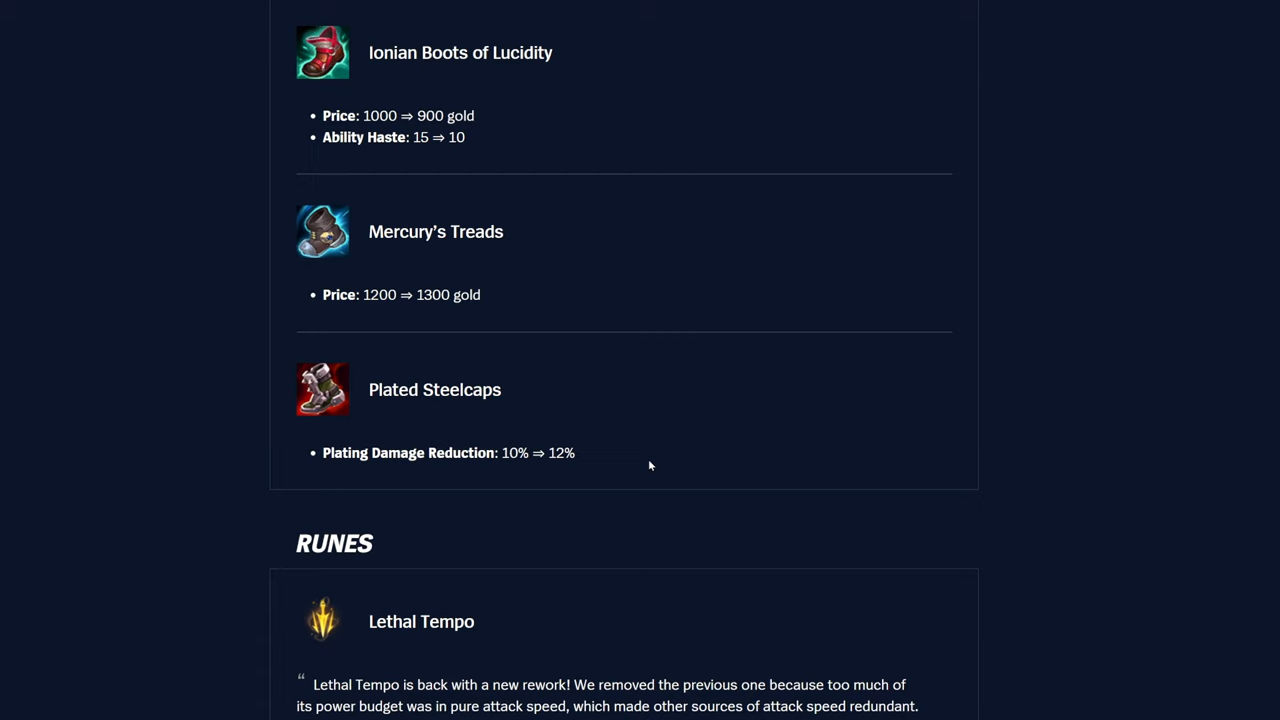 Ionian Boots of Lucidity
• Price: 1000 ⇒ 900 gold
• Ability Haste: 15 ⇒ 10
Mercury’s Treads
• Price: 1200 ⇒ 1300 gold
Plated Steelcaps
• Plating Damage Reduction: 10% ⇒ 12%
RUNES
Lethal Tempo
“ Lethal Tempo is back with a new rework! We removed the previous one because too much of
its power budget was in pure attack speed, which made other sources of attack speed redundant.